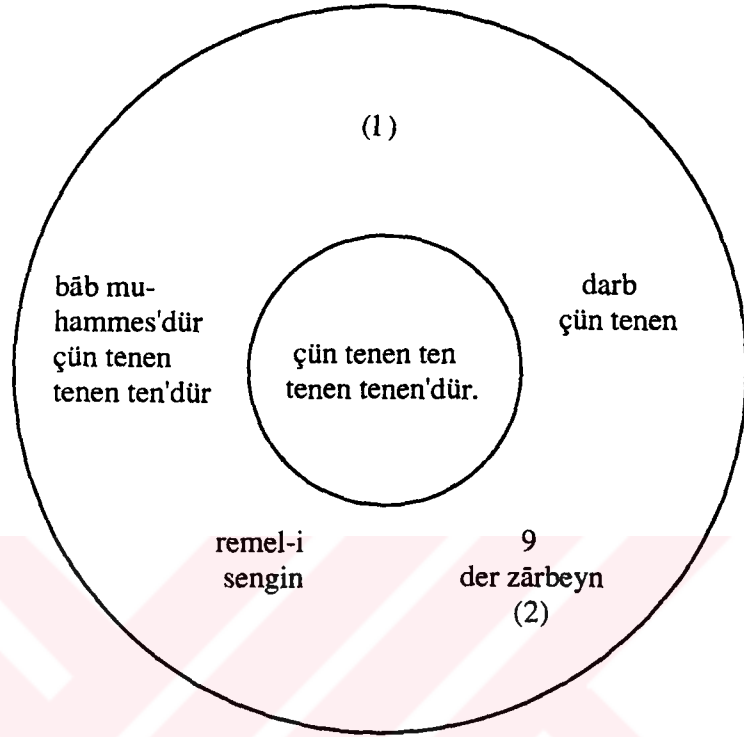 (1)
bāb mu-
hammes'dür
çün tenen
tenen ten'dür
çün tenen ten
tenen tenen'dür.
darb
çün tenen
remel-i
sengin
9
der zārbeyn
(2)